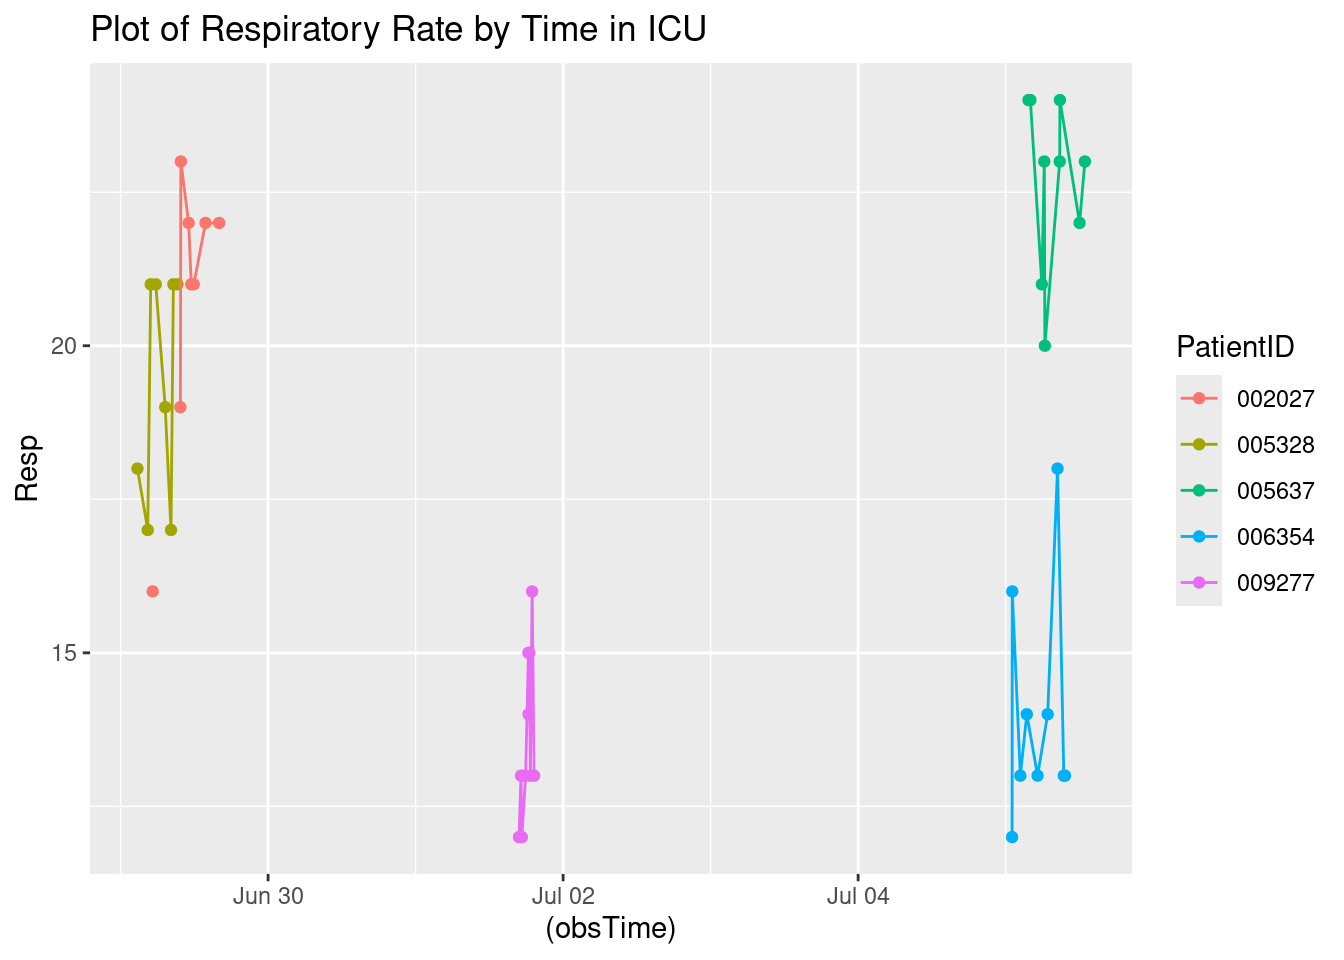 Plot of Respiratory Rate by Time in ICU
20
15
Resp
Jun 30
Jul 02
Jul 04
(obsTime)
PatientID
002027
005328
005637
006354
009277